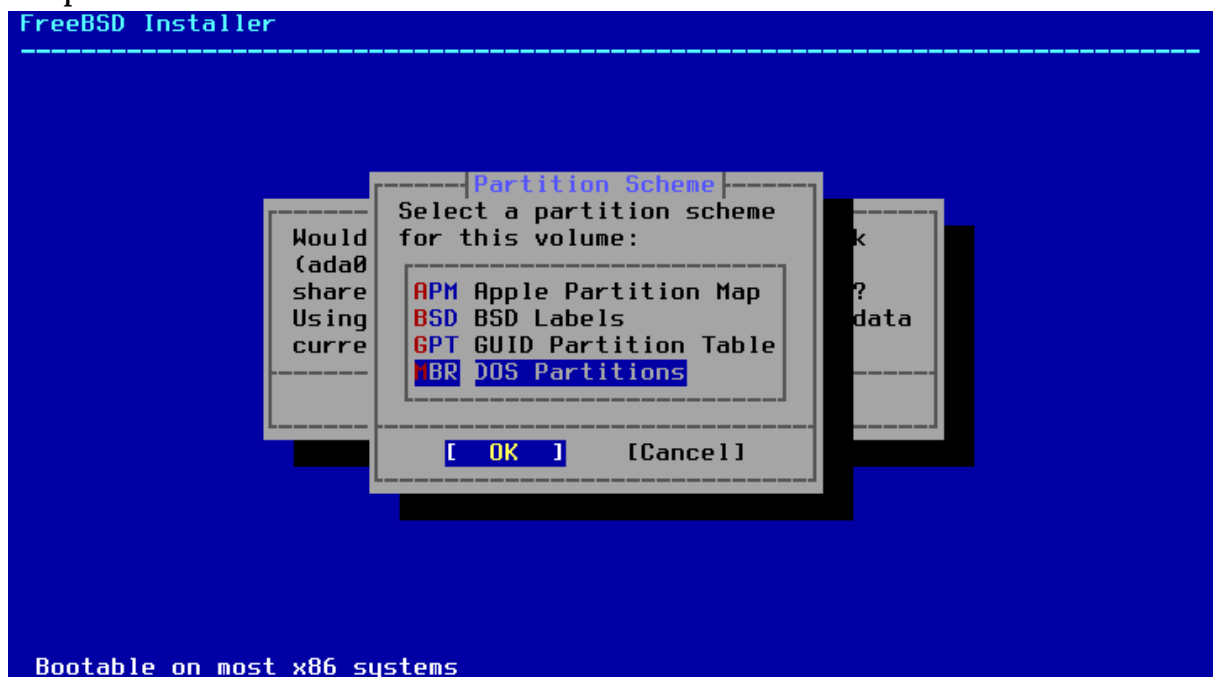 FreeBSD Installer
Partition Scheme
Select a partition scheme
for this volume:
Would
k
(ada0
share
?
Using
data
curre
APM Apple Partition Map
BSD BSD Labels
GPT GUID Partition Table
MBR DOS Partitions
[ OK ] [Cancel]
Bootable on most x86 systems